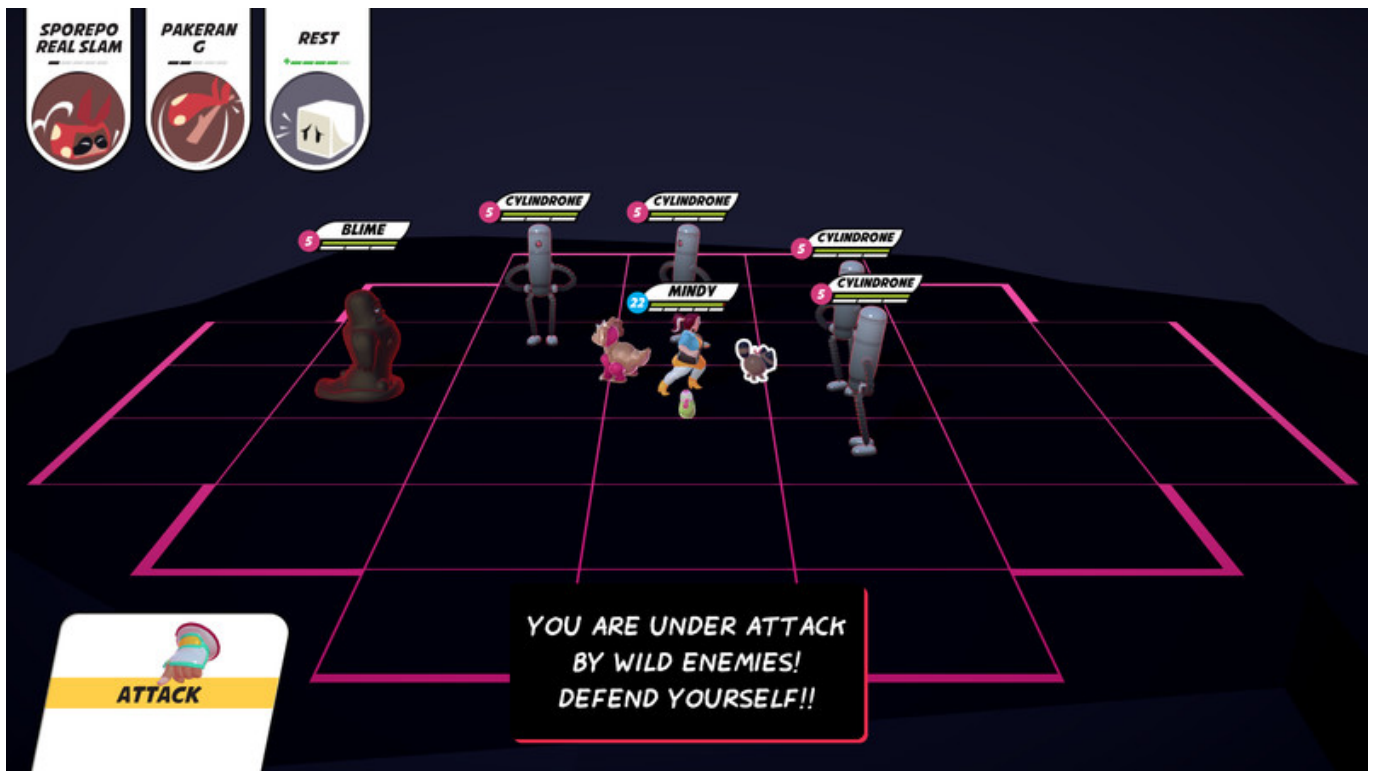 SPOREPO
REAL SLAM
PAKERAN
G
REST
5 CYLINDRONE
5 CYLINDRONE
5 BLIME
5 CYLINDRONE
5 CYLINDRONE
22 MINDY
ATTACK
YOU ARE UNDER ATTACK
BY WILD ENEMIES!
DEFEND YOURSELF!!